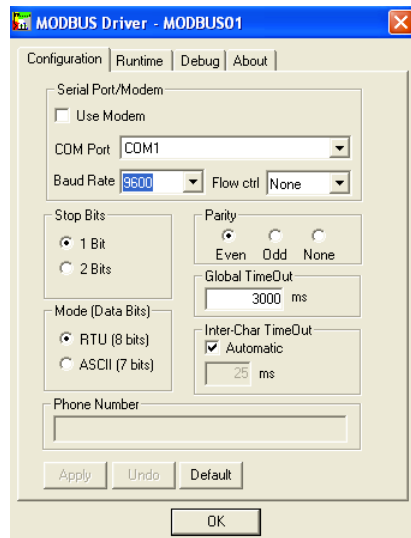 MODBUS Driver - MODBUS01
Configuration Runtime Debug About
Serial Port/Modem
Use Modem
COM Port COM1
Baud Rate 9600 Flow ctrl None
Stop Bits
1 Bit
2 Bits
Parity
Even Odd None
Global TimeOut
3000 ms
Mode (Data Bits)
RTU (8 bits)
ASCII (7 bits)
Inter-Char TimeOut
Automatic
25 ms
Phone Number
Apply Undo Default
OK